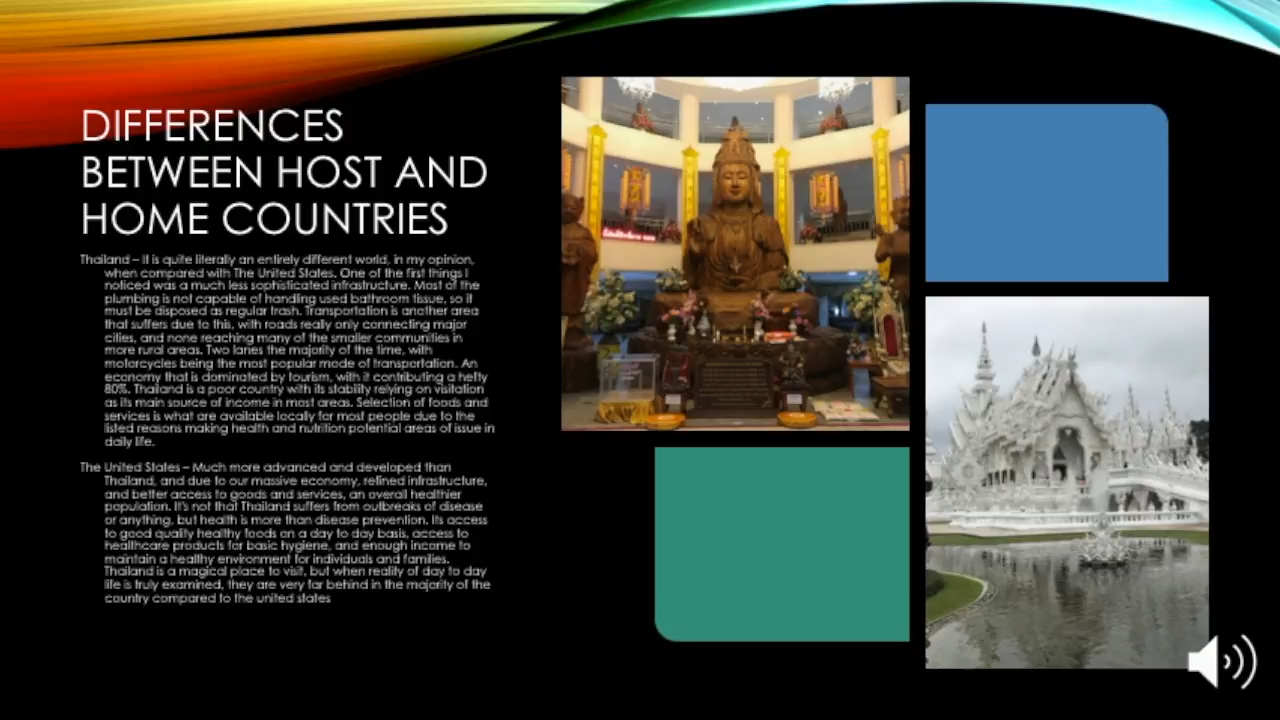 DIFFERENCES
BETWEEN HOST AND
HOME COUNTRIES
Thailand – It is quite literally an entirely different world, in my opinion,
when compared with The United States. One of the first things I
noticed was a much less sophisticated infrastructure. Most of the
plumbing is not capable of handling used bathroom tissue, so it
must be disposed as regular trash. Transportation is another area
that suffers due to this, with roads really only connecting major
cities, and none reaching many of the smaller communities in
more rural areas. Two lanes the majority of the time, with
motorcycles being the most popular mode of transportation. An
economy that is dominated by tourism, with it contributing a hefty
80%. Thailand is a poor country with its stability relying on visitation
as its main source of income in most areas. Selection of foods and
services is what are available locally for most people due to the
listed reasons making health and nutrition potential areas of issue in
daily life.
The United States – Much more advanced and developed than
Thailand, and due to our massive economy, refined infrastructure,
and better access to goods and services, an overall healthier
population. It's not that Thailand suffers from outbreaks of disease
or anything, but health is more than disease prevention. Its access
to good quality healthy foods on a day to day basis, access to
healthcare products for basic hygiene, and enough income to
maintain a healthy environment for individuals and families.
Thailand is a magical place to visit, but when reality of day to day
life is truly examined, they are very far behind in the majority of the
country compared to the united states